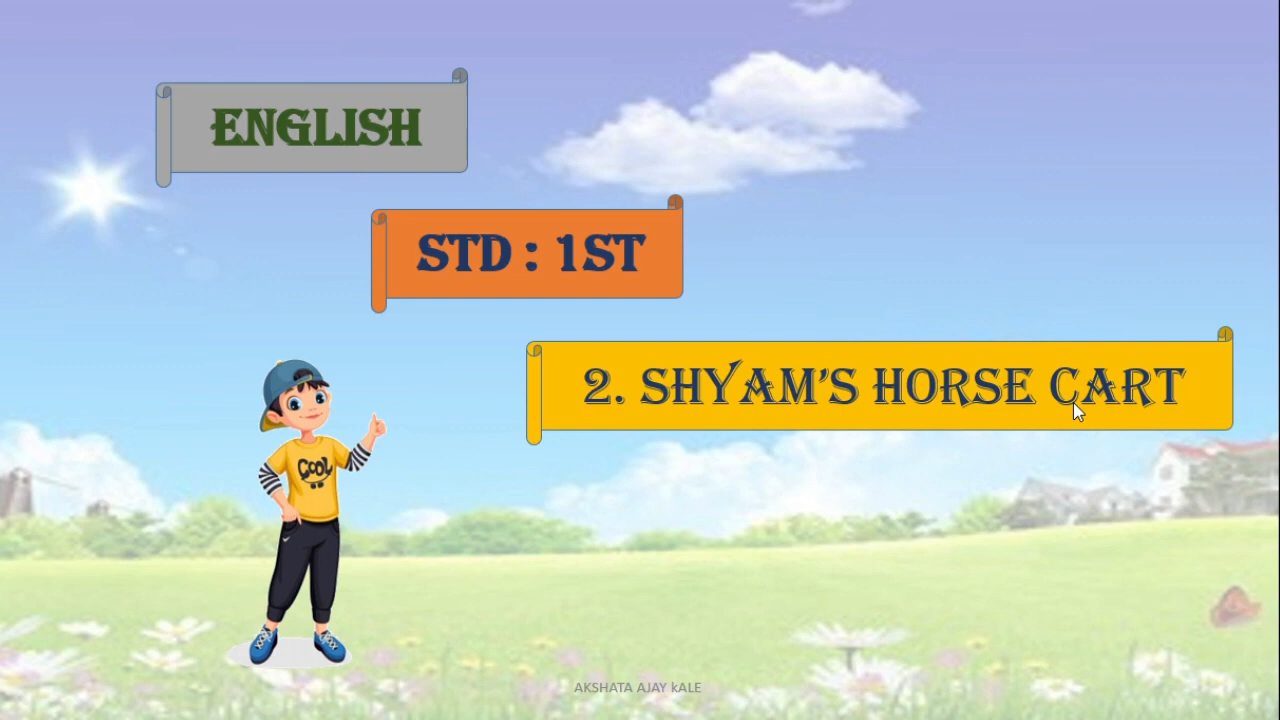 ENGLISH
STD : 1ST
2. SHYAM'S HORSE CART
COOL
AKSHATA AJAY kALE